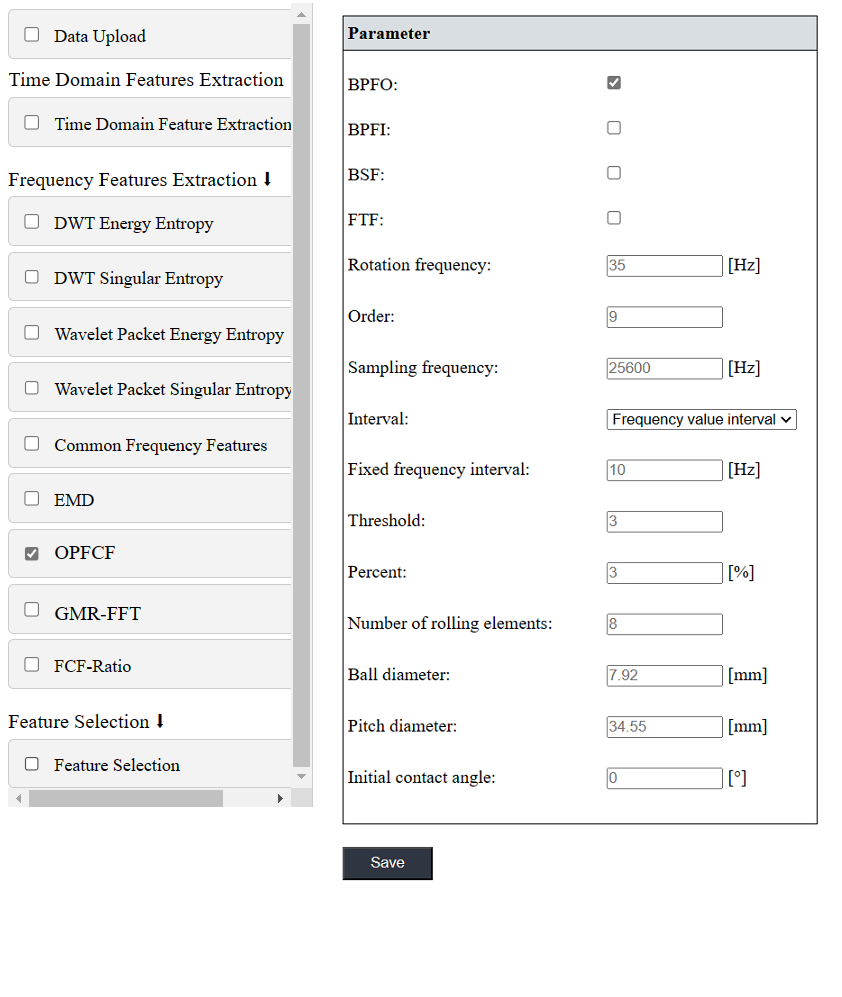 Data Upload
Time Domain Features Extraction
Time Domain Feature Extraction
Frequency Features Extraction ⬇
DWT Energy Entropy
DWT Singular Entropy
Wavelet Packet Energy Entropy
Wavelet Packet Singular Entropy
Common Frequency Features
EMD
OPFCF
GMR-FFT
FCF-Ratio
Feature Selection ⬇
Feature Selection
Parameter
BPFO:
BPFI:
BSF:
FTF:
Rotation frequency: 35 [Hz]
Order: 9
Sampling frequency: 25600 [Hz]
Interval: Frequency value interval
Fixed frequency interval: 10 [Hz]
Threshold: 3
Percent: 3 [%]
Number of rolling elements: 8
Ball diameter: 7.92 [mm]
Pitch diameter: 34.55 [mm]
Initial contact angle: 0 [°]
Save